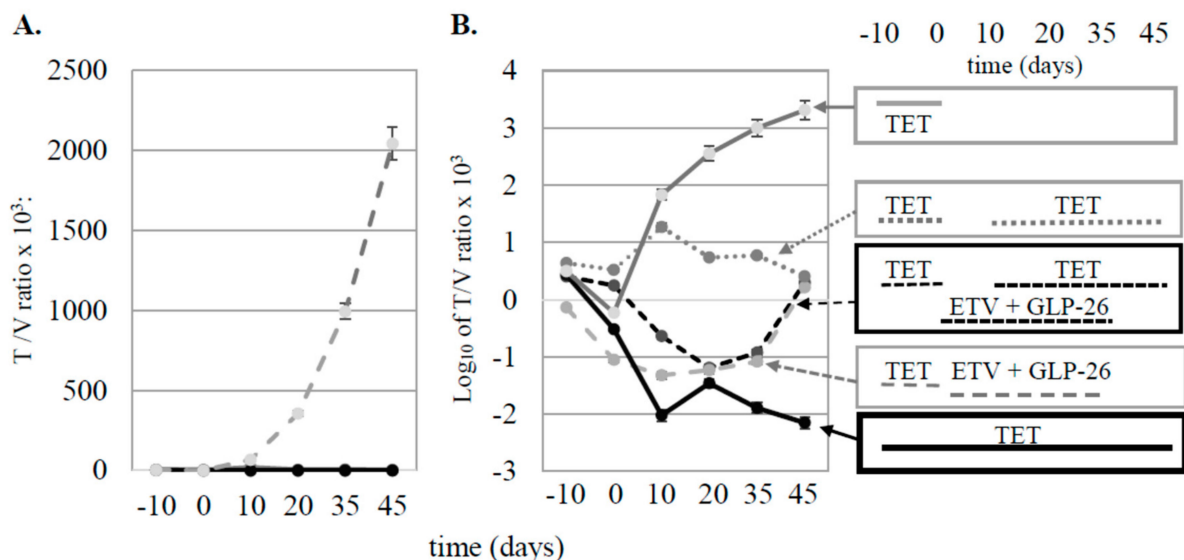 A.
T /V ratio x 10³:
2500
2000
1500
1000
500
0
-10 0 10 20 35 45
B.
Log₁₀ of T/V ratio x 10³
4
3
2
1
0
-1
-2
-3
-10 0 10 20 35 45
time (days)
-10 0 10 20 35 45
time (days)
TET
TET TET
TET TET
ETV + GLP-26
TET ETV + GLP-26
TET